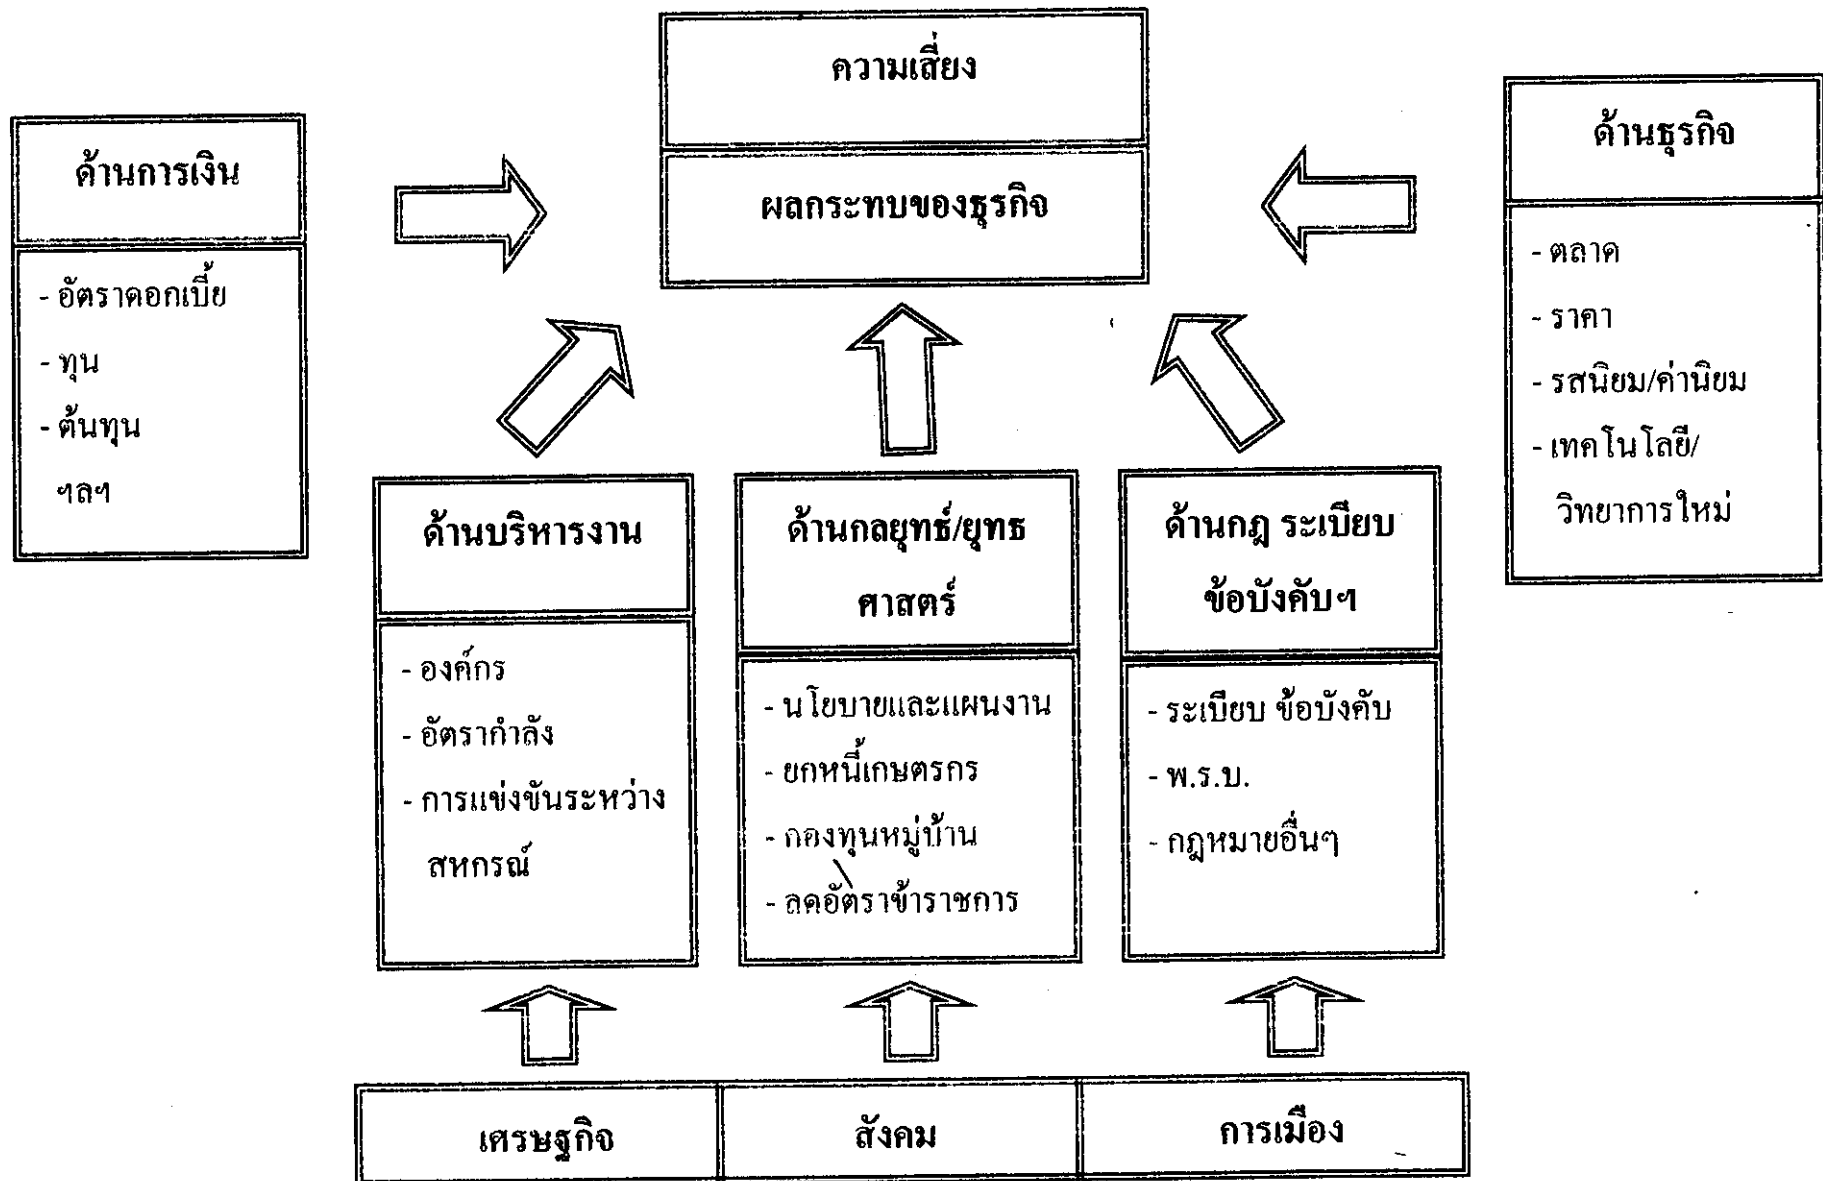 ความเสี่ยง
ผลกระทบของธุรกิจ
ด้านการเงิน
- อัตราดอกเบี้ย
- ทุน
- ต้นทุน
ฯลฯ
ด้านธุรกิจ
- ตลาด
- ราคา
- รสนิยม/ค่านิยม
- เทคโนโลยี/
วิทยาการใหม่
ด้านบริหารงาน
- องค์กร
- อัตรากำลัง
- การแข่งขันระหว่าง
สหกรณ์
ด้านกลยุทธ์/ยุทธ
ศาสตร์
- นโยบายและแผนงาน
- ยกหนี้เกษตรกร
- กองทุนหมู่บ้าน
- ลดอัตราข้าราชการ
ด้านกฎ ระเบียบ
ข้อบังคับฯ
- ระเบียบ ข้อบังคับ
- พ.ร.บ.
- กฎหมายอื่นๆ
เศรษฐกิจ
สังคม
การเมือง